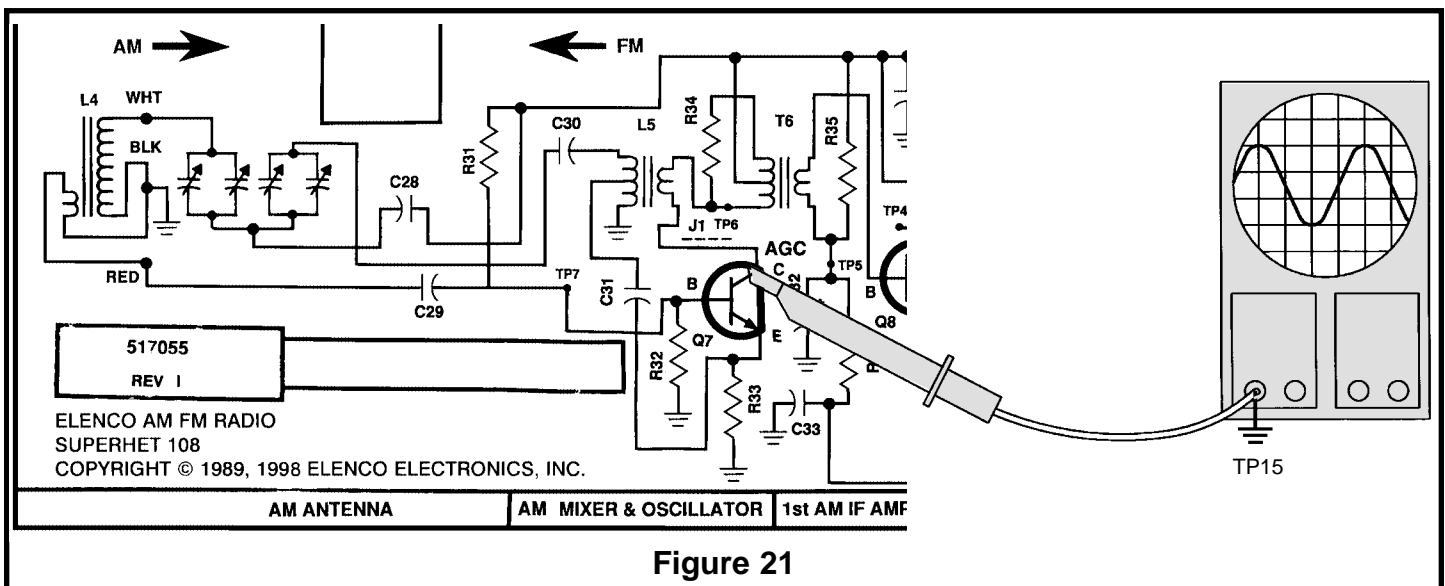 AM FM
L4 WHT
BLK
RED
R31
C28
C29
C30
L5
R34
T6
R35
J1 TP6
AGC
TP7
C31
B C E
Q7
R32
R33
C33
TP5
TP4
B
Q8
517055
REV I
ELENCO AM FM RADIO
SUPERHET 108
COPYRIGHT © 1989, 1998 ELENCO ELECTRONICS, INC.
AM ANTENNA AM MIXER & OSCILLATOR 1st AM IF AMP
TP15
Figure 21